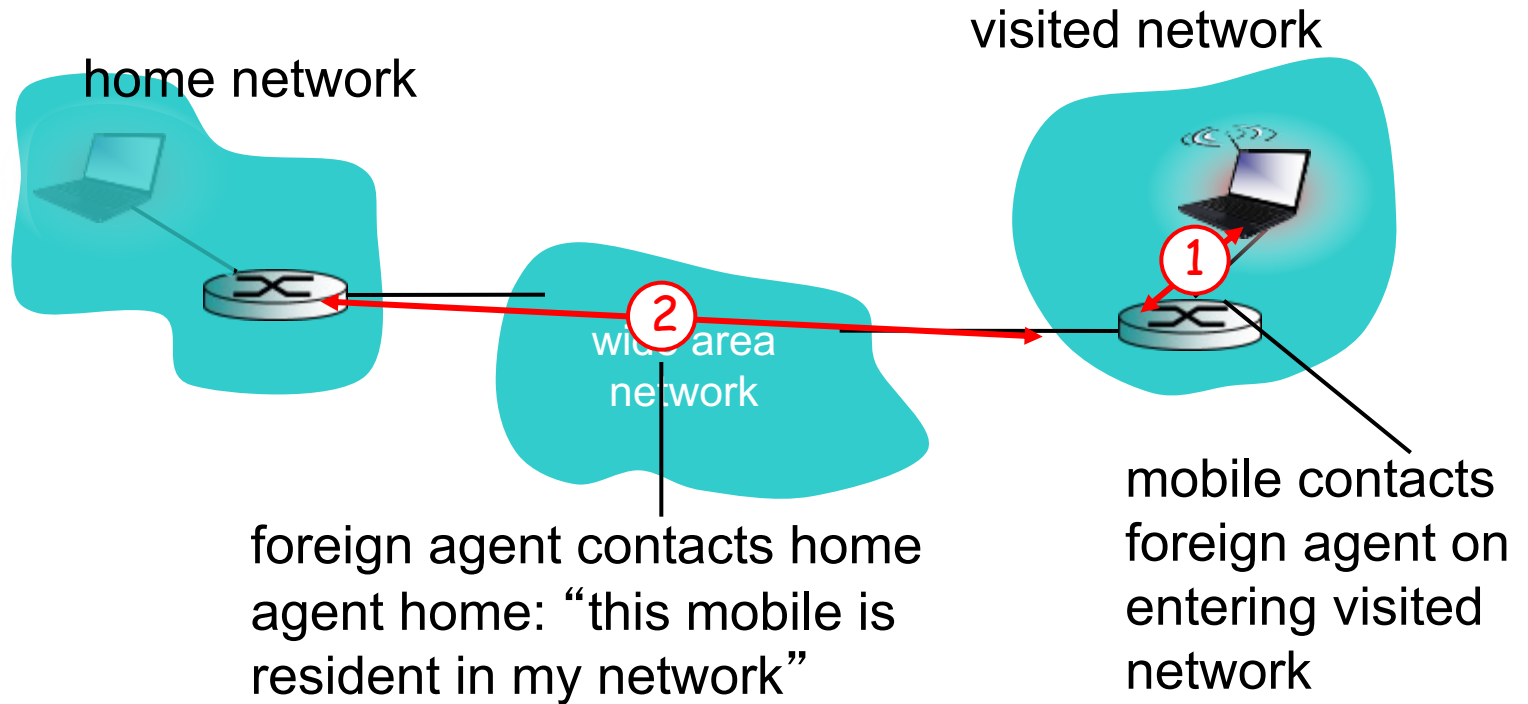 visited network
home network
1
2
wide area
network
foreign agent contacts home
agent home: “this mobile is
resident in my network”
mobile contacts
foreign agent on
entering visited
network